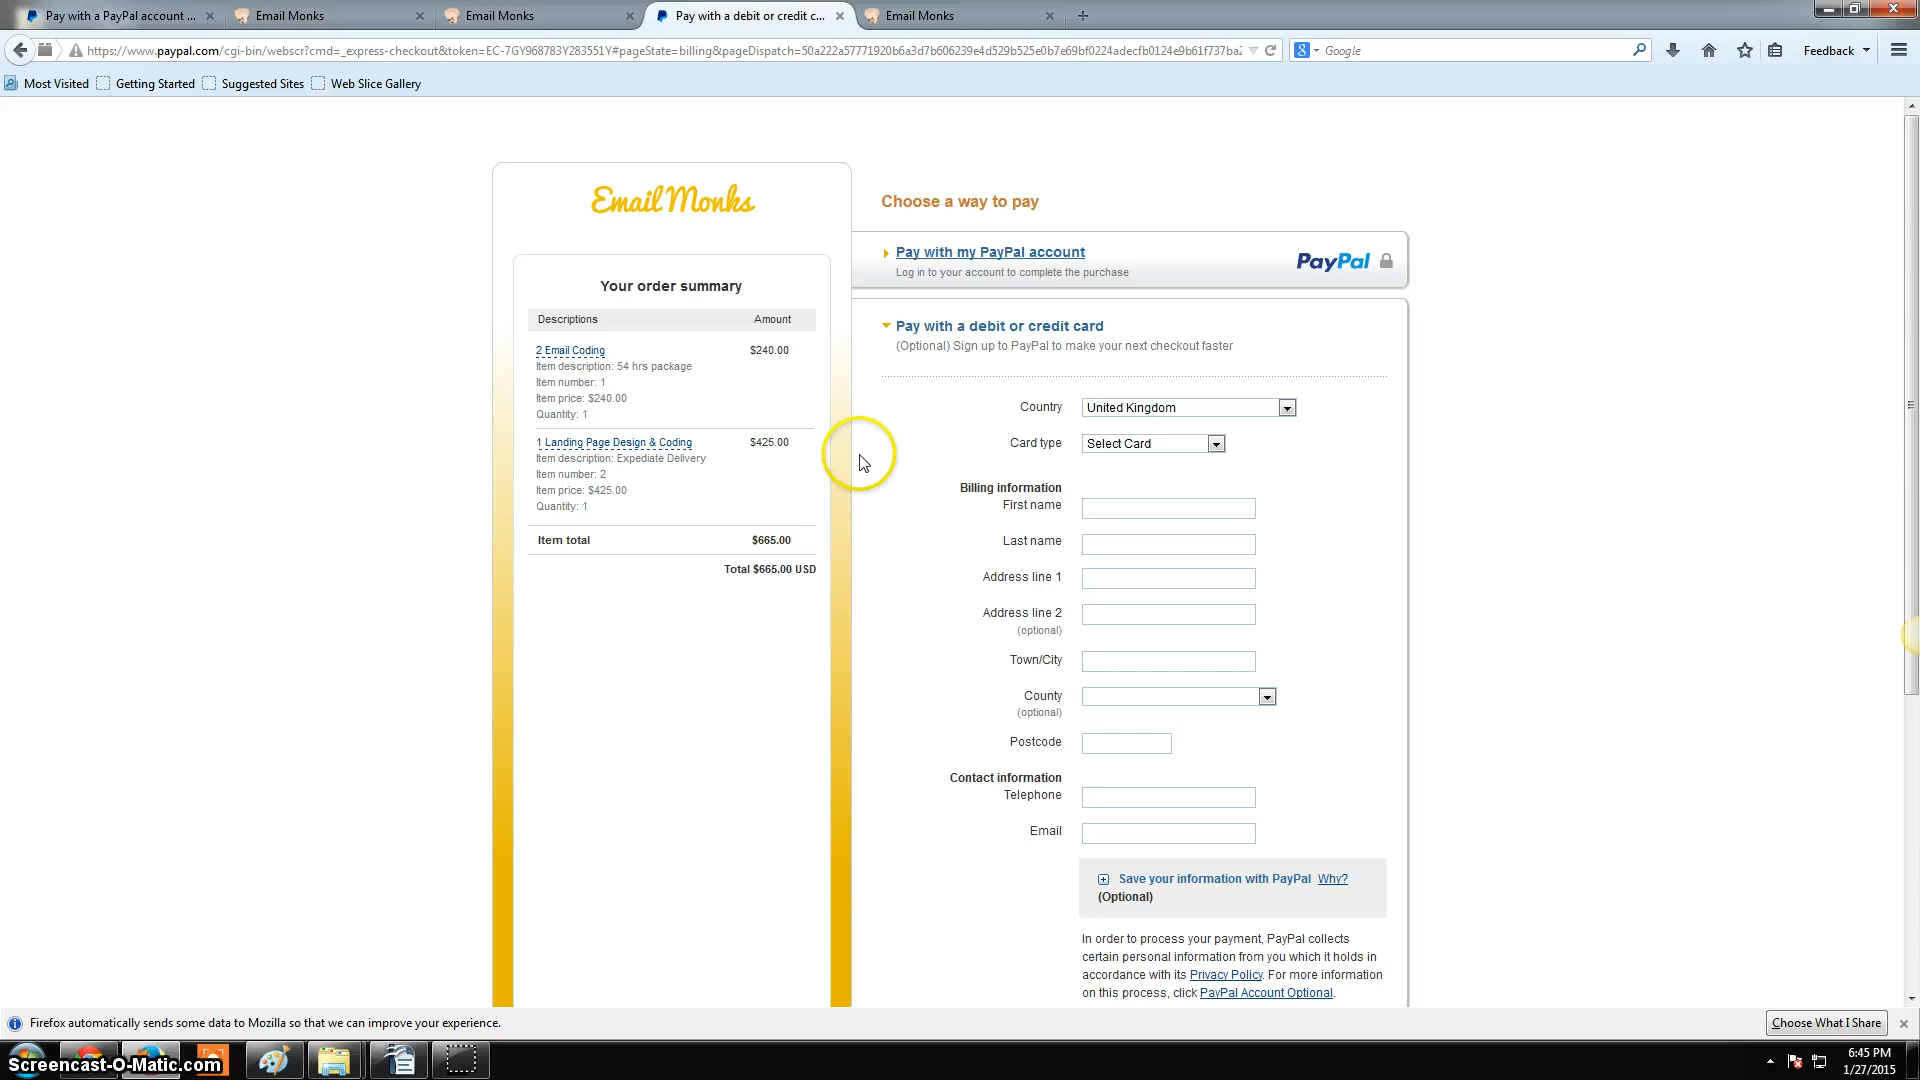 Pay with a PayPal account ...
Email Monks
Email Monks
Pay with a debit or credit c...
Email Monks
https://www.paypal.com/cgi-bin/webscr?cmd=_express-checkout&token=EC-7GY968783Y283551Y#pageState=billing&pageDispatch=50a222a57771920b6a3d7b606239e4d529b525e0b7e69bf0224adecfb0124e9b61f737ba2
Google
Feedback
Most Visited
Getting Started
Suggested Sites
Web Slice Gallery
Email Monks
Your order summary
Descriptions Amount
2 Email Coding $240.00
Item description: 54 hrs package
Item number: 1
Item price: $240.00
Quantity: 1
1 Landing Page Design & Coding $425.00
Item description: Expediate Delivery
Item number: 2
Item price: $425.00
Quantity: 1
Item total $665.00
Total $665.00 USD
Choose a way to pay
Pay with my PayPal account
Log in to your account to complete the purchase
PayPal
Pay with a debit or credit card
(Optional) Sign up to PayPal to make your next checkout faster
Country United Kingdom
Card type Select Card
Billing information
First name
Last name
Address line 1
Address line 2
(optional)
Town/City
County
(optional)
Postcode
Contact information
Telephone
Email
Save your information with PayPal Why?
(Optional)
In order to process your payment, PayPal collects
certain personal information from you which it holds in
accordance with its Privacy Policy. For more information
on this process, click PayPal Account Optional.
Firefox automatically sends some data to Mozilla so that we can improve your experience.
Choose What I Share
Screencast-O-Matic.com
6:45 PM
1/27/2015